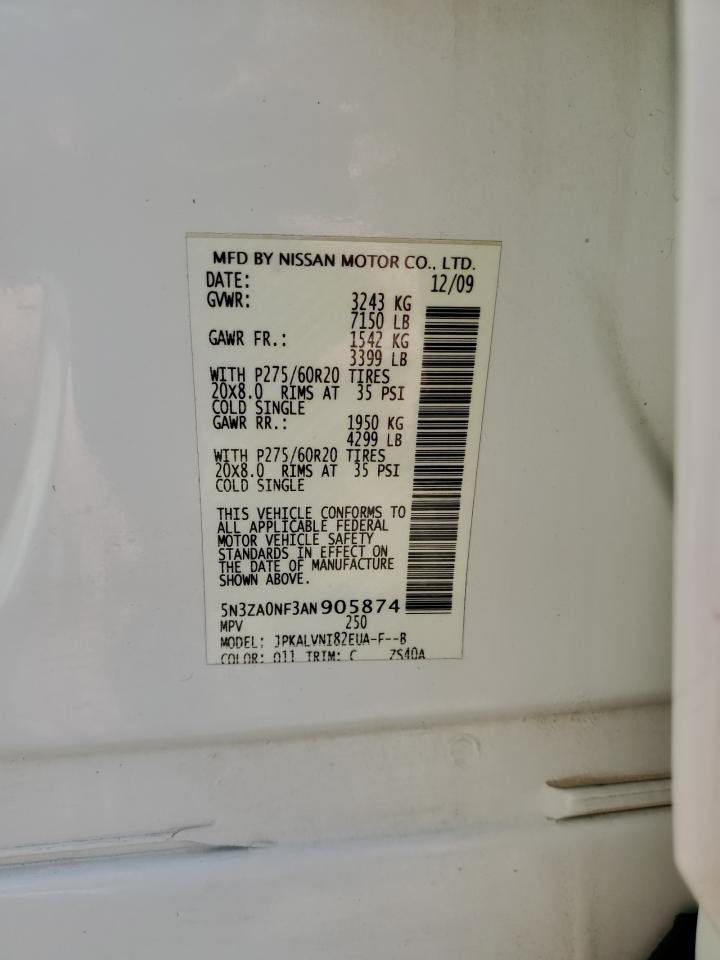 MFD BY NISSAN MOTOR CO., LTD.
DATE: 12/09
GVWR: 3243 KG
7150 LB
GAWR FR.: 1542 KG
3399 LB
WITH P275/60R20 TIRES
20X8.0 RIMS AT 35 PSI
COLD SINGLE
GAWR RR.: 1950 KG
4299 LB
WITH P275/60R20 TIRES
20X8.0 RIMS AT 35 PSI
COLD SINGLE
THIS VEHICLE CONFORMS TO
ALL APPLICABLE FEDERAL
MOTOR VEHICLE SAFETY
STANDARDS IN EFFECT ON
THE DATE OF MANUFACTURE
SHOWN ABOVE.
5N3ZA0NF3AN905874
MPV 250
MODEL: JPKALVNI82EUA-F--B
COLOR: 011 TRIM: C ZS40A